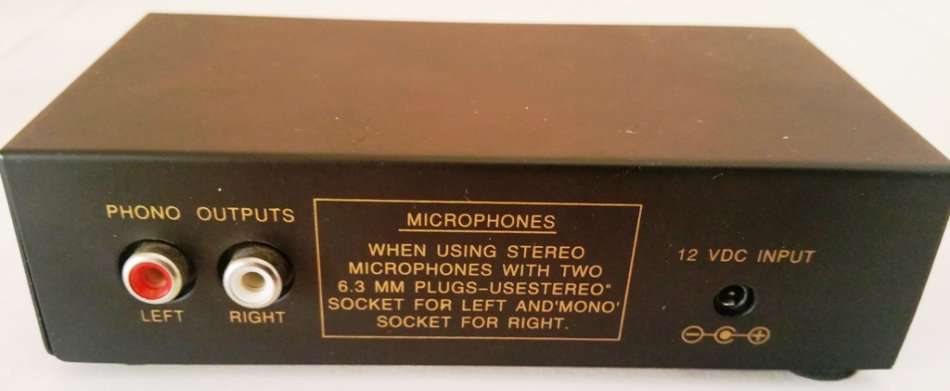 PHONO OUTPUTS
LEFT
RIGHT
MICROPHONES
WHEN USING STEREO
MICROPHONES WITH TWO
6.3 MM PLUGS-USESTEREO"
SOCKET FOR LEFT AND'MONO'
SOCKET FOR RIGHT.
12 VDC INPUT